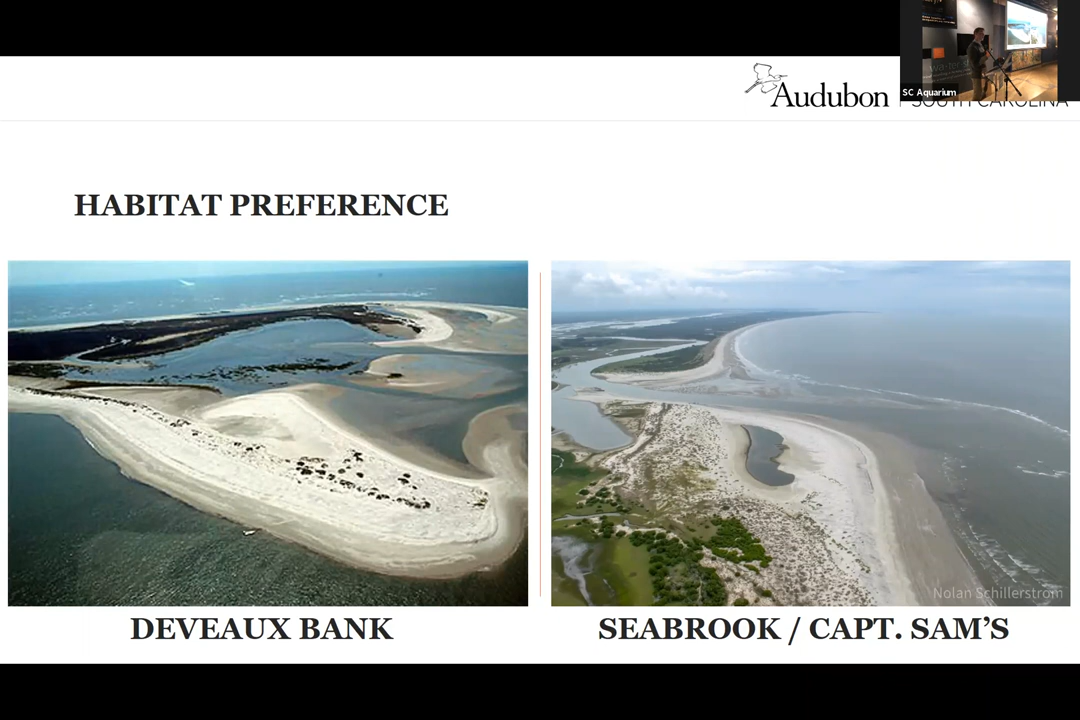 Audubon
SOUTH CAROLINA
SC Aquarium
HABITAT PREFERENCE
Nolan Schillerstrom
DEVEAUX BANK
SEABROOK / CAPT. SAM’S